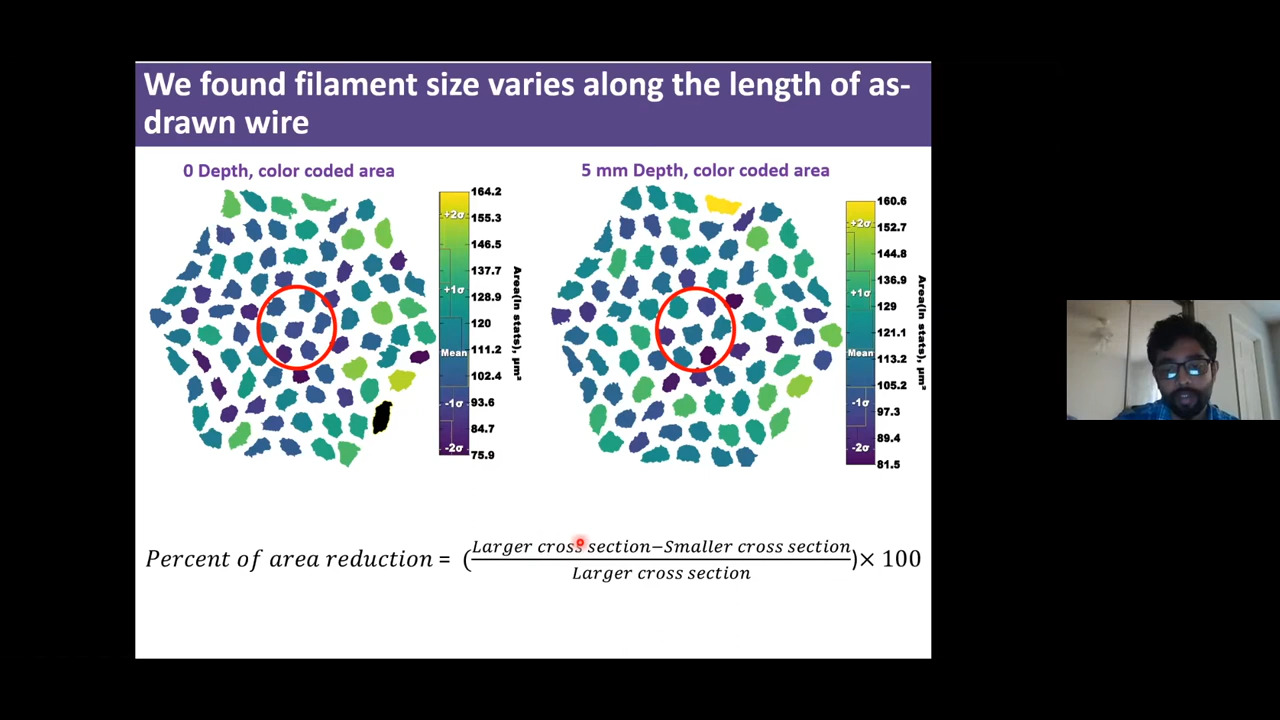 We found filament size varies along the length of as-
drawn wire
0 Depth, color coded area
5 mm Depth, color coded area
164.2
+2σ
155.3
146.5
137.7
+1σ
128.9
120
Mean
111.2
102.4
-1σ
93.6
84.7
-2σ
75.9
Area(In stats), µm²
160.6
+2σ
152.7
144.8
136.9
+1σ
129
121.1
Mean
113.2
105.2
-1σ
97.3
89.4
-2σ
81.5
Area(In stats), µm²
Percent of area reduction = (Larger cross section−Smaller cross section
Larger cross section)× 100